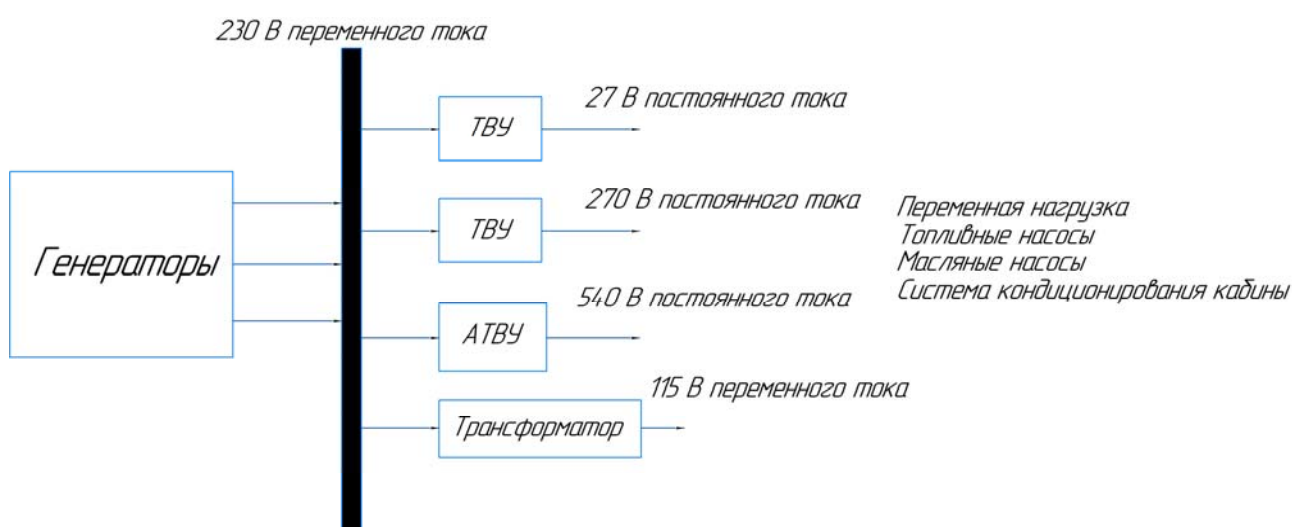 230 В переменного тока
27 В постоянного тока
ТВУ
270 В постоянного тока
ТВУ
Переменная нагрузка
Топливные насосы
Масляные насосы
Система кондиционирования кабины
Генераторы
540 В постоянного тока
АТВУ
115 В переменного тока
Трансформатор